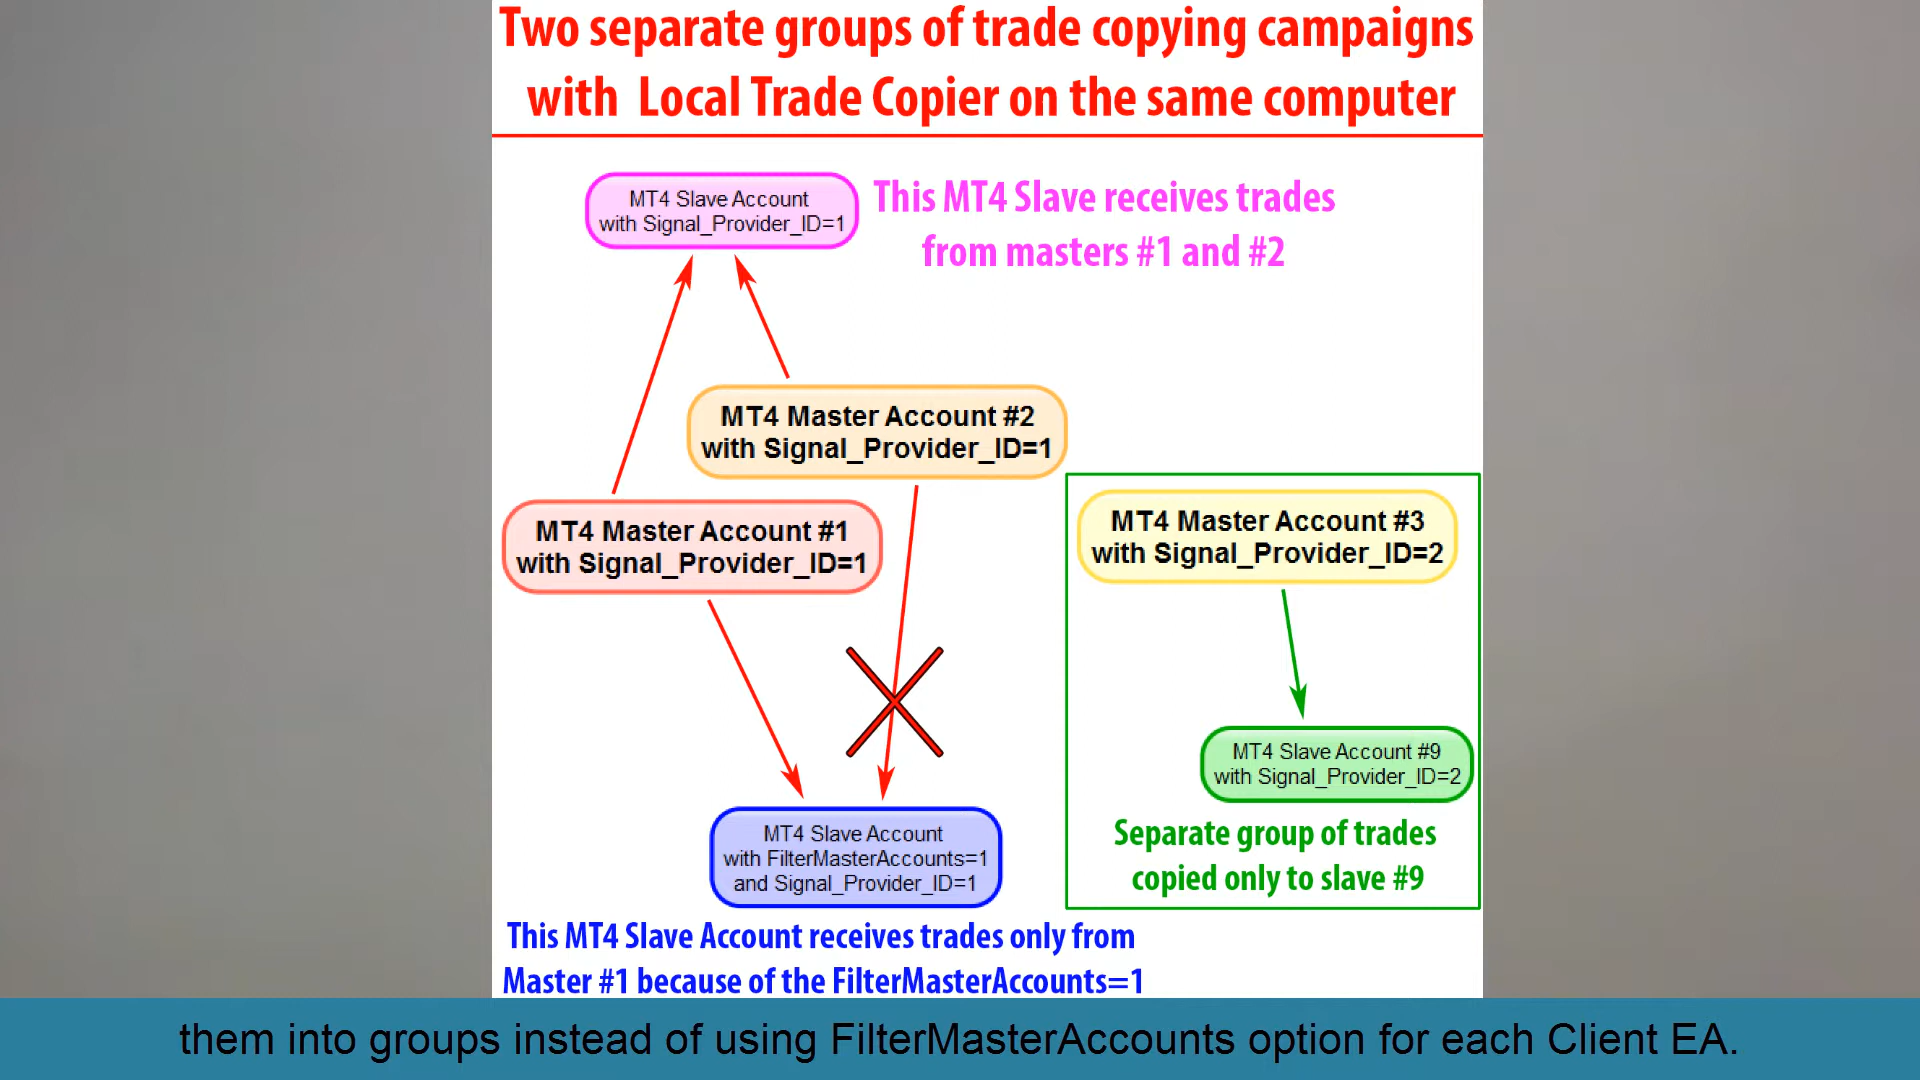 Two separate groups of trade copying campaigns
with Local Trade Copier on the same computer
MT4 Slave Account
with Signal_Provider_ID=1
This MT4 Slave receives trades
from masters #1 and #2
MT4 Master Account #2
with Signal_Provider_ID=1
MT4 Master Account #1
with Signal_Provider_ID=1
MT4 Master Account #3
with Signal_Provider_ID=2
MT4 Slave Account #9
with Signal_Provider_ID=2
Separate group of trades
copied only to slave #9
MT4 Slave Account
with FilterMasterAccounts=1
and Signal_Provider_ID=1
This MT4 Slave Account receives trades only from
Master #1 because of the FilterMasterAccounts=1
them into groups instead of using FilterMasterAccounts option for each Client EA.